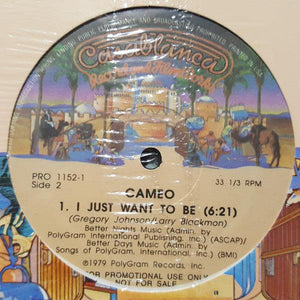 Casablanca
Record and FilmWorks
PRO 1152-1
Side 2
33 1/3 RPM
CAMEO
1. I JUST WANT TO BE (6:21)
(Gregory Johnson/Larry Blackmon)
Better Nights Music (Admin. by
PolyGram International Publishing, Inc.) (ASCAP)/
Better Days Music (Admin. by
Songs of PolyGram International, Inc.) (BMI)
℗1979 PolyGram Records, Inc.
FOR PROMOTIONAL USE ONLY
NOT FOR SALE